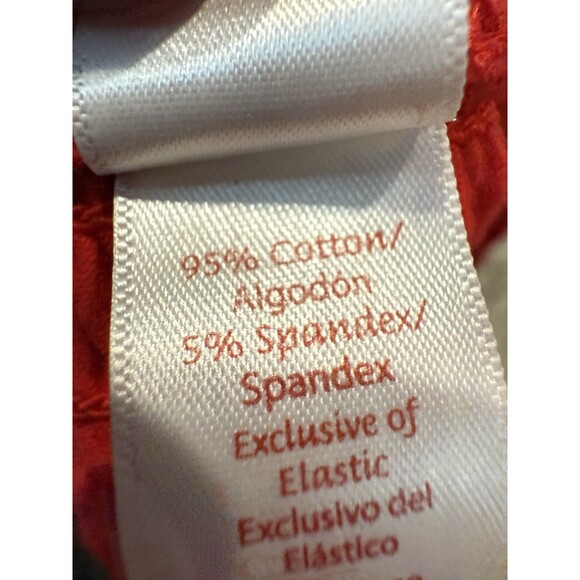 95% Cotton/
Algodón
5% Spandex/
Spandex
Exclusive of
Elastic
Exclusivo del
Elástico